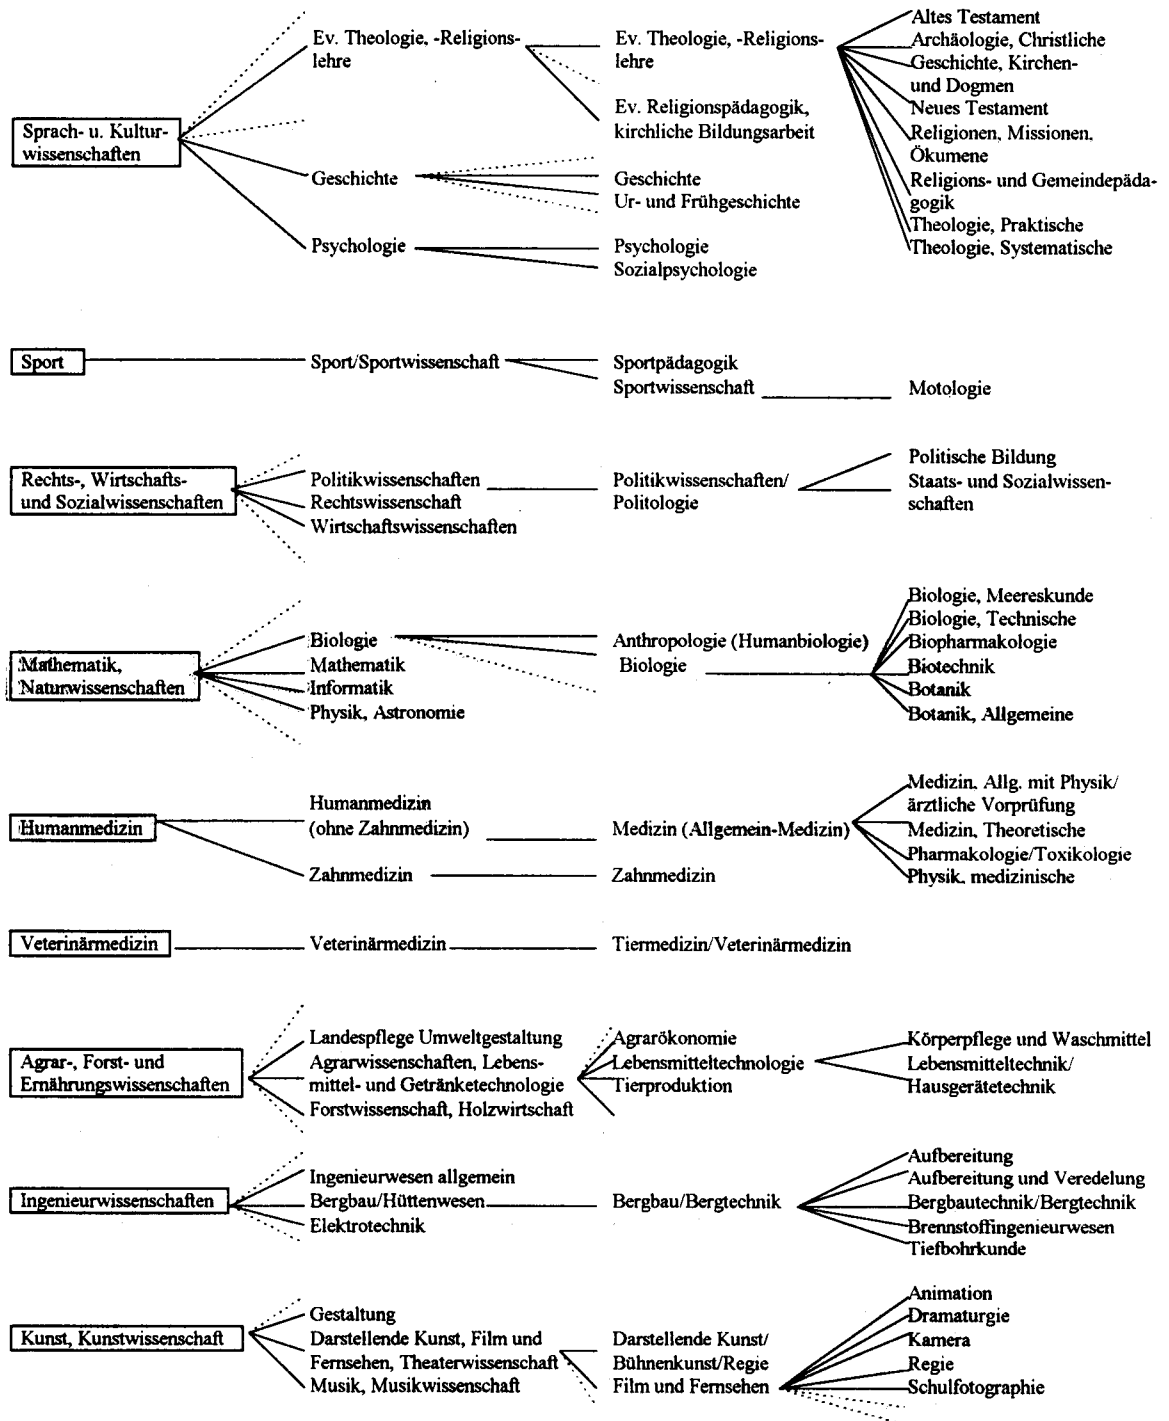 Sprach- u. Kultur-
wissenschaften
Ev. Theologie, -Religions-
lehre
Geschichte
Psychologie
Ev. Theologie, -Religions-
lehre
Ev. Religionspädagogik,
kirchliche Bildungsarbeit
Geschichte
Ur- und Frühgeschichte
Psychologie
Sozialpsychologie
Altes Testament
Archäologie, Christliche
Geschichte, Kirchen-
und Dogmen
Neues Testament
Religionen, Missionen,
Ökumene
Religions- und Gemeindepäda-
gogik
Theologie, Praktische
Theologie, Systematische
Sport
Sport/Sportwissenschaft
Sportpädagogik
Sportwissenschaft
Motologie
Rechts-, Wirtschafts-
und Sozialwissenschaften
Politikwissenschaften
Rechtswissenschaft
Wirtschaftswissenschaften
Politikwissenschaften/
Politologie
Politische Bildung
Staats- und Sozialwissen-
schaften
Mathematik,
Naturwissenschaften
Biologie
Mathematik
Informatik
Physik, Astronomie
Anthropologie (Humanbiologie)
Biologie
Biologie, Meereskunde
Biologie, Technische
Biopharmakologie
Biotechnik
Botanik
Botanik, Allgemeine
Humanmedizin
Humanmedizin
(ohne Zahnmedizin)
Zahnmedizin
Medizin (Allgemein-Medizin)
Zahnmedizin
Medizin, Allg. mit Physik/
ärztliche Vorprüfung
Medizin, Theoretische
Pharmakologie/Toxikologie
Physik, medizinische
Veterinärmedizin
Veterinärmedizin
Tiermedizin/Veterinärmedizin
Agrar-, Forst- und
Ernährungswissenschaften
Landespflege Umweltgestaltung
Agrarwissenschaften, Lebens-
mittel- und Getränketechnologie
Forstwissenschaft, Holzwirtschaft
Agrarökonomie
Lebensmitteltechnologie
Tierproduktion
Körperpflege und Waschmittel
Lebensmitteltechnik/
Hausgerätetechnik
Ingenieurwissenschaften
Ingenieurwesen allgemein
Bergbau/Hüttenwesen
Elektrotechnik
Bergbau/Bergtechnik
Aufbereitung
Aufbereitung und Veredelung
Bergbautechnik/Bergtechnik
Brennstoffingenieurwesen
Tiefbohrkunde
Kunst, Kunstwissenschaft
Gestaltung
Darstellende Kunst, Film und
Fernsehen, Theaterwissenschaft
Musik, Musikwissenschaft
Darstellende Kunst/
Bühnenkunst/Regie
Film und Fernsehen
Animation
Dramaturgie
Kamera
Regie
Schulfotographie